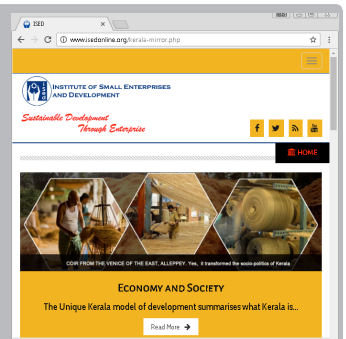 ISED
www.isedonline.org/kerala-mirror.php
ISED
INSTITUTE OF SMALL ENTERPRISES
AND DEVELOPMENT
Sustainable Development
Through Enterprise
HOME
COIR FROM THE VENICE OF THE EAST, ALLEPPEY. Yes, it transformed the socio-politics of Kerala
ECONOMY AND SOCIETY
The Unique Kerala model of development summarises what Kerala is...
Read More